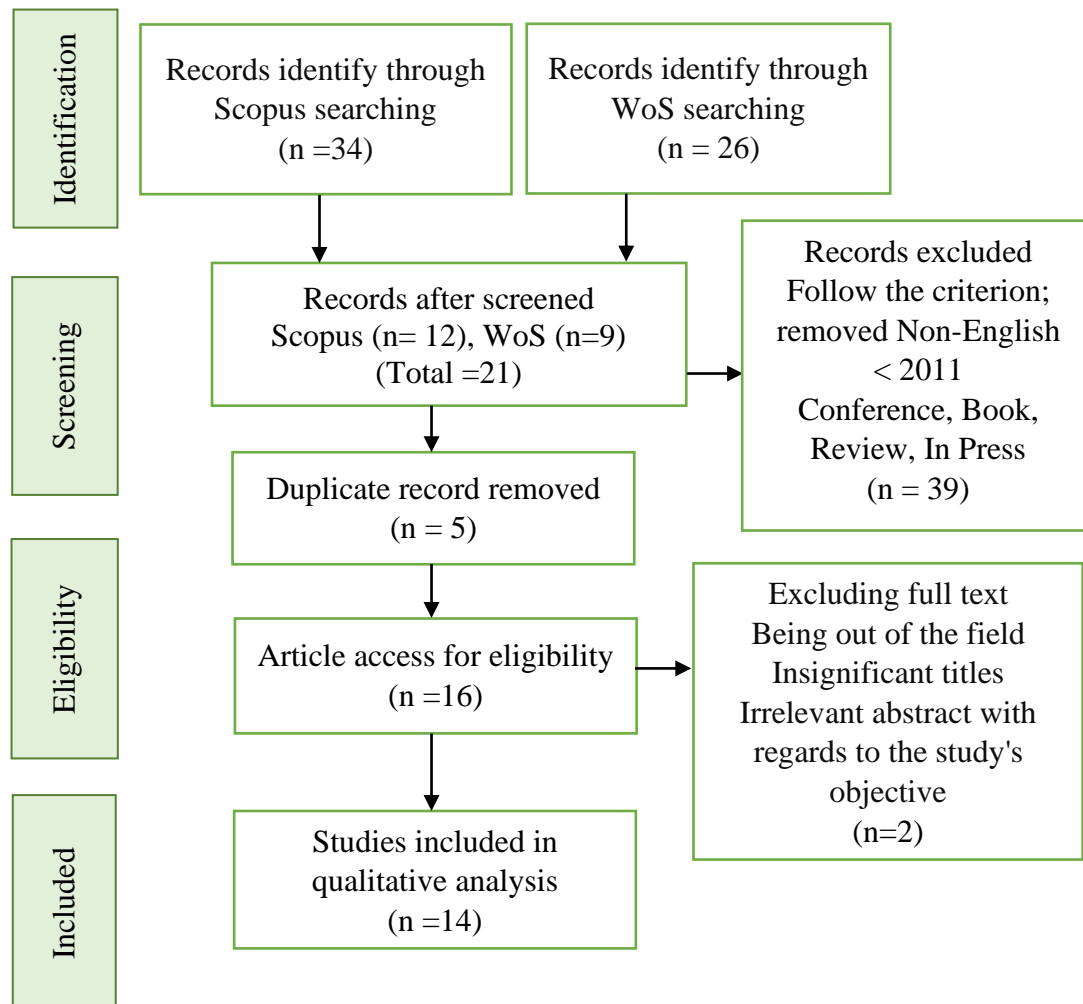 Identification
Records identify through
Scopus searching
(n =34)
Records identify through
WoS searching
(n = 26)
Screening
Records after screened
Scopus (n= 12), WoS (n=9)
(Total =21)
Records excluded
Follow the criterion;
removed Non-English
< 2011
Conference, Book,
Review, In Press
(n = 39)
Duplicate record removed
(n = 5)
Eligibility
Article access for eligibility
(n =16)
Excluding full text
Being out of the field
Insignificant titles
Irrelevant abstract with
regards to the study's
objective
(n=2)
Included
Studies included in
qualitative analysis
(n =14)